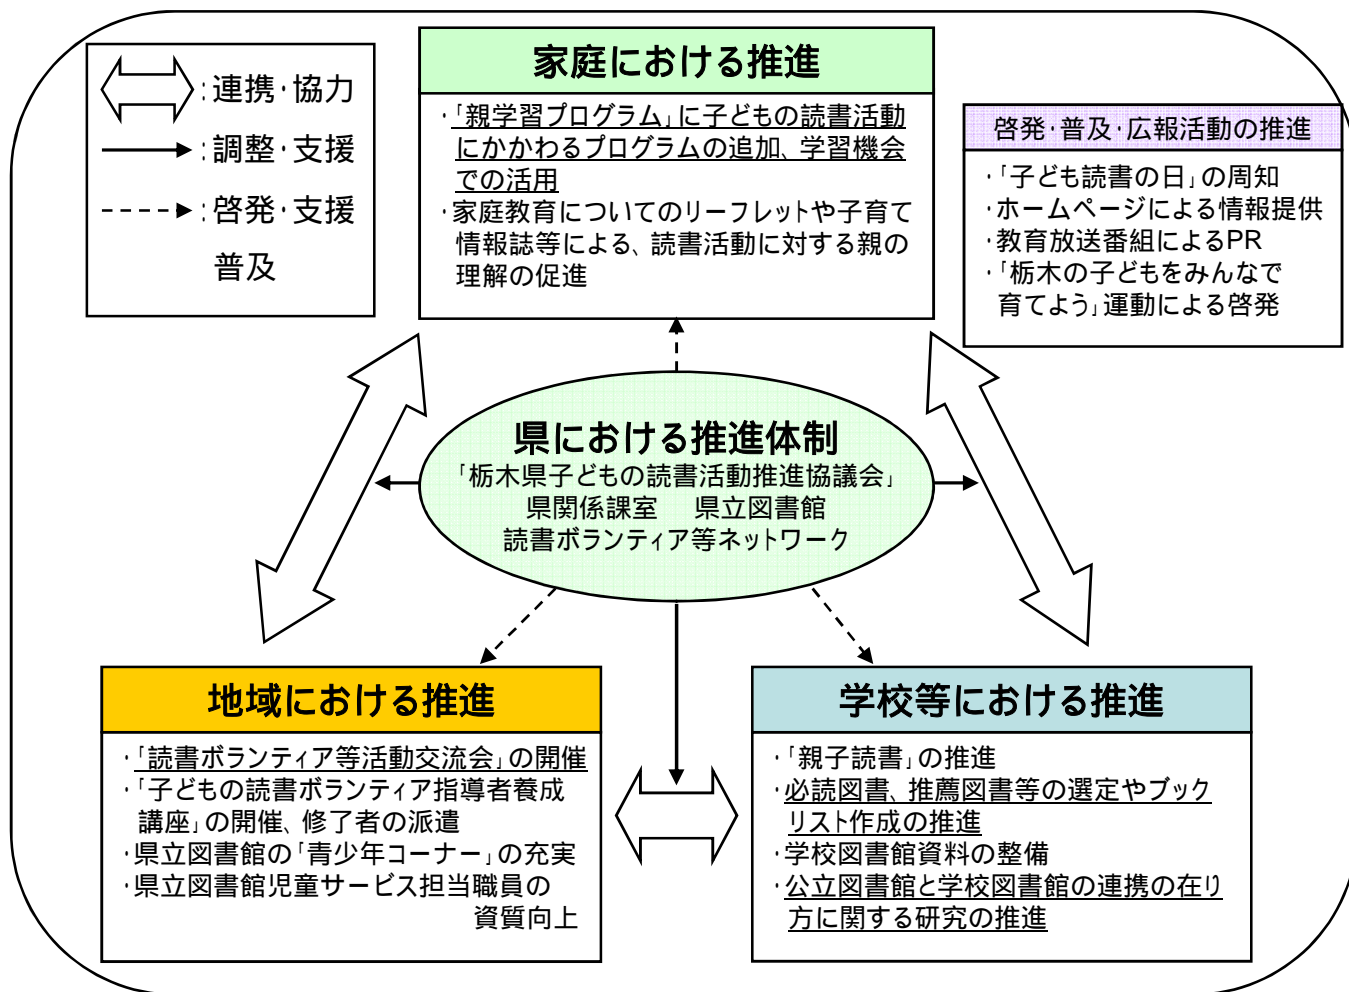 :連携・協力
:調整・支援
:啓発・支援
普及
家庭における推進
・「親学習プログラム」に子どもの読書活動
にかかわるプログラムの追加、学習機会
での活用
・家庭教育についてのリーフレットや子育て
情報誌等による、読書活動に対する親の
理解の促進
啓発・普及・広報活動の推進
・「子ども読書の日」の周知
・ホームページによる情報提供
・教育放送番組によるPR
・「栃木の子どもをみんなで
育てよう」運動による啓発
県における推進体制
「栃木県子どもの読書活動推進協議会」
県関係課室　県立図書館
読書ボランティア等ネットワーク
地域における推進
・「読書ボランティア等活動交流会」の開催
・「子どもの読書ボランティア指導者養成
講座」の開催、修了者の派遣
・県立図書館の「青少年コーナー」の充実
・県立図書館児童サービス担当職員の
資質向上
学校等における推進
・「親子読書」の推進
・必読図書、推薦図書等の選定やブック
リスト作成の推進
・学校図書館資料の整備
・公立図書館と学校図書館の連携の在り
方に関する研究の推進